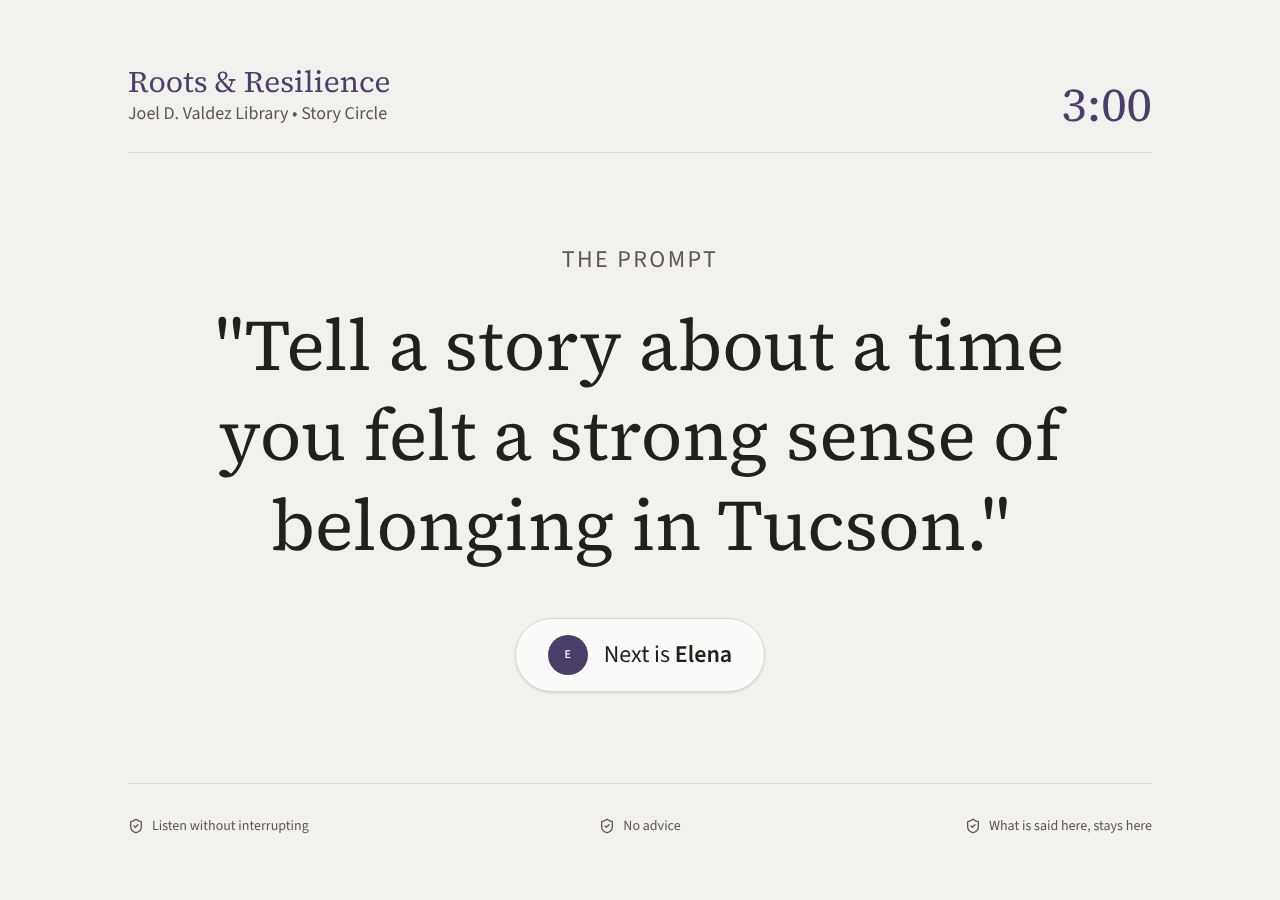 Roots & Resilience
Joel D. Valdez Library • Story Circle
3:00
THE PROMPT
"Tell a story about a time
you felt a strong sense of
belonging in Tucson."
E
Next is Elena
Listen without interrupting
No advice
What is said here, stays here